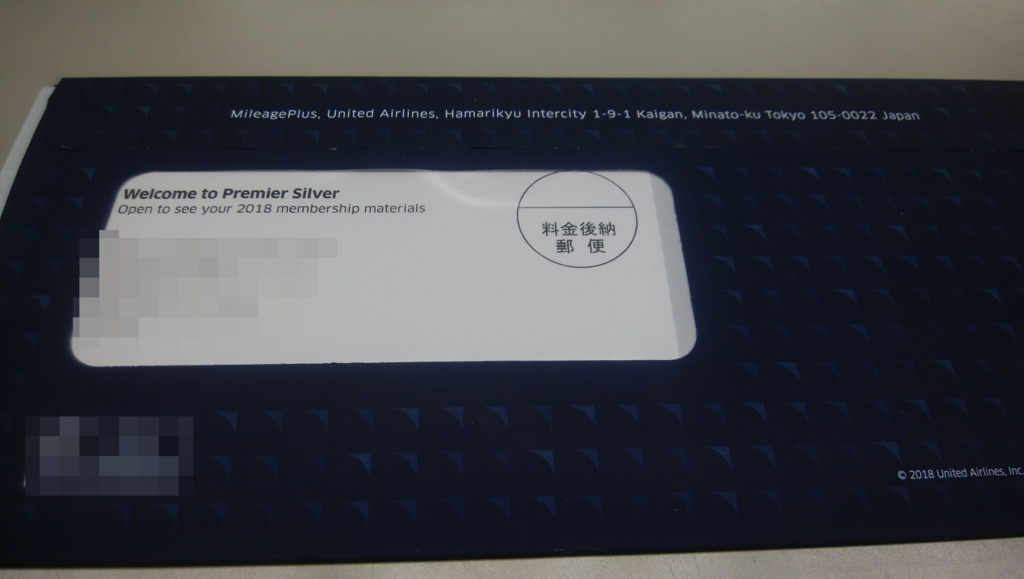 MileagePlus, United Airlines, Hamarikyu Intercity 1-9-1 Kaigan, Minato-ku Tokyo 105-0022 Japan
Welcome to Premier Silver
Open to see your 2018 membership materials
料金後納
郵便
© 2018 United Airlines, Inc.